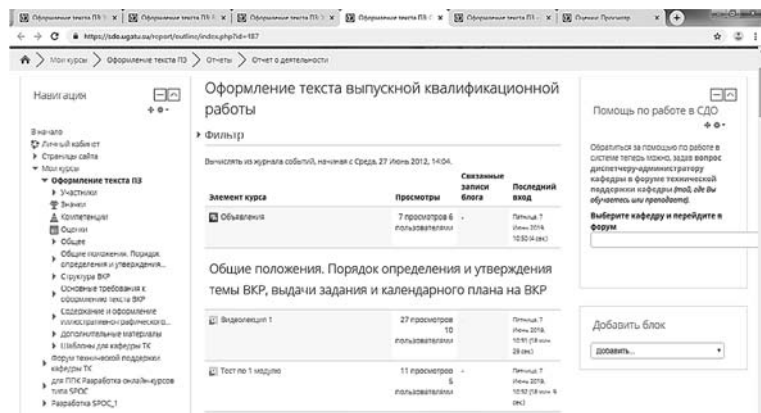 Оформление текста ПЗ
Оформление текста ПЗ
Оформление текста ПЗ
Оформление текста ПЗ
Оформление текста ПЗ
Оценки: Просмотр
https://sdo.ugatu.su/report/outline/index.php?id=187
Мои курсы
Оформление текста ПЗ
Отчеты
Отчет о деятельности
Навигация
В начало
Личный кабинет
Страницы сайта
Мои курсы
Оформление текста ПЗ
Участники
Значки
Компетенции
Оценки
Общее
Общие положения. Порядок
определения и утверждения...
Структура ВКР
Основные требования к
оформлению текста ВКР
Содержание и оформление
иллюстративно-графического...
Дополнительные материалы
Шаблоны для кафедры ТК
Форум технической поддержки
кафедры ТК
для ППК Разработка онлайн-курсов
типа SPOC
Разработка SPOC_1
Оформление текста выпускной квалификационной
работы
Фильтр
Вычислять из журнала событий, начиная с Среда, 27 Июнь 2012, 14:04.
Элемент курса
Просмотры
Связанные
записи
блога
Последний
вход
Объявления
7 просмотров 6
пользователями
-
Пятница, 7
Июнь 2019,
10:50 (4 сек)
Общие положения. Порядок определения и утверждения
темы ВКР, выдачи задания и календарного плана на ВКР
Видеолекция 1
27 просмотров
10
пользователями
Пятница, 7
Июнь 2019,
Тест по 1 модулю
11 просмотров
5
пользователями
-
Пятница, 7
Июнь 2019,
Помощь по работе в СДО
Обратиться за помощью по работе в
системе теперь можно, задав вопрос
диспетчеру-администратору
кафедры в форуме технической
поддержки кафедры (той, где Вы
обучаетесь или преподаете).
Выберите кафедру и перейдите в
форум
Добавить блок
Добавить...